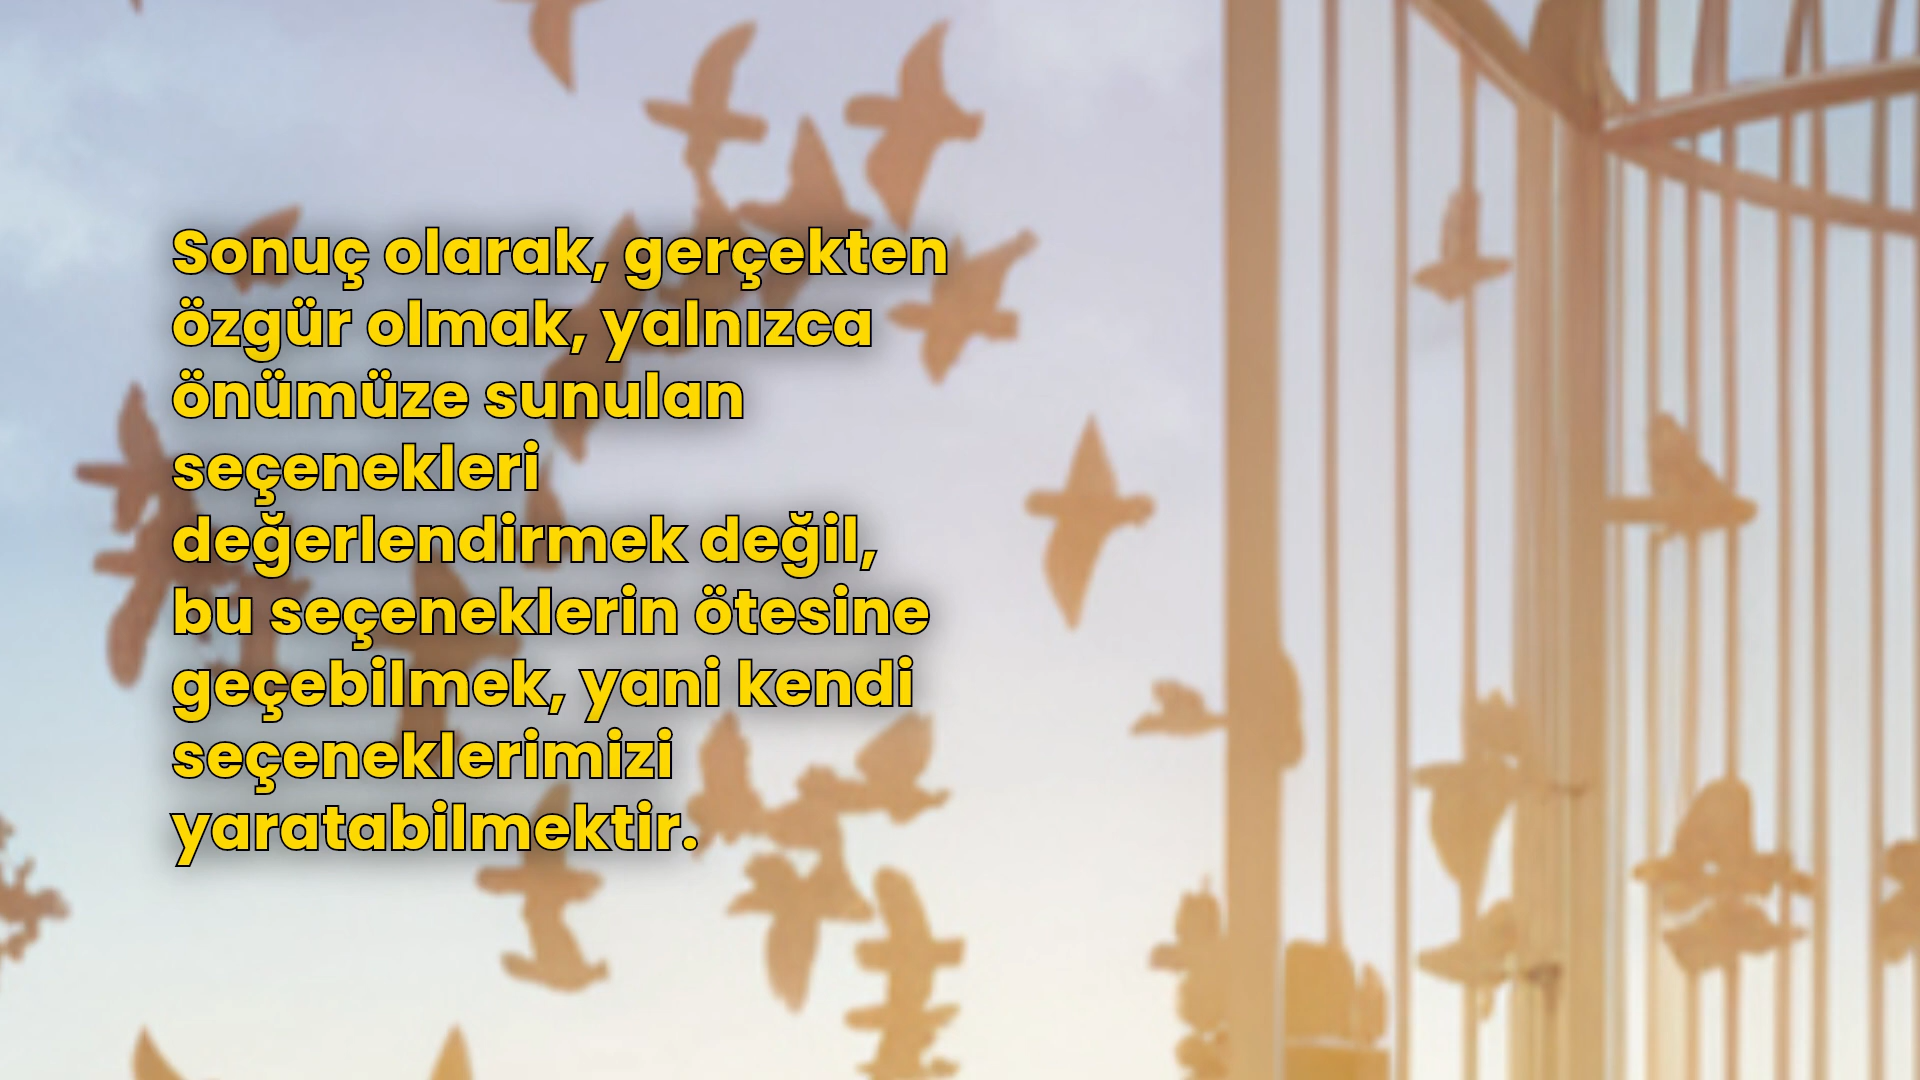 Sonuç olarak, gerçekten
özgür olmak, yalnızca
önümüze sunulan
seçenekleri
değerlendirmek değil,
bu seçeneklerin ötesine
geçebilmek, yani kendi
seçeneklerimizi
yaratabilmektir.